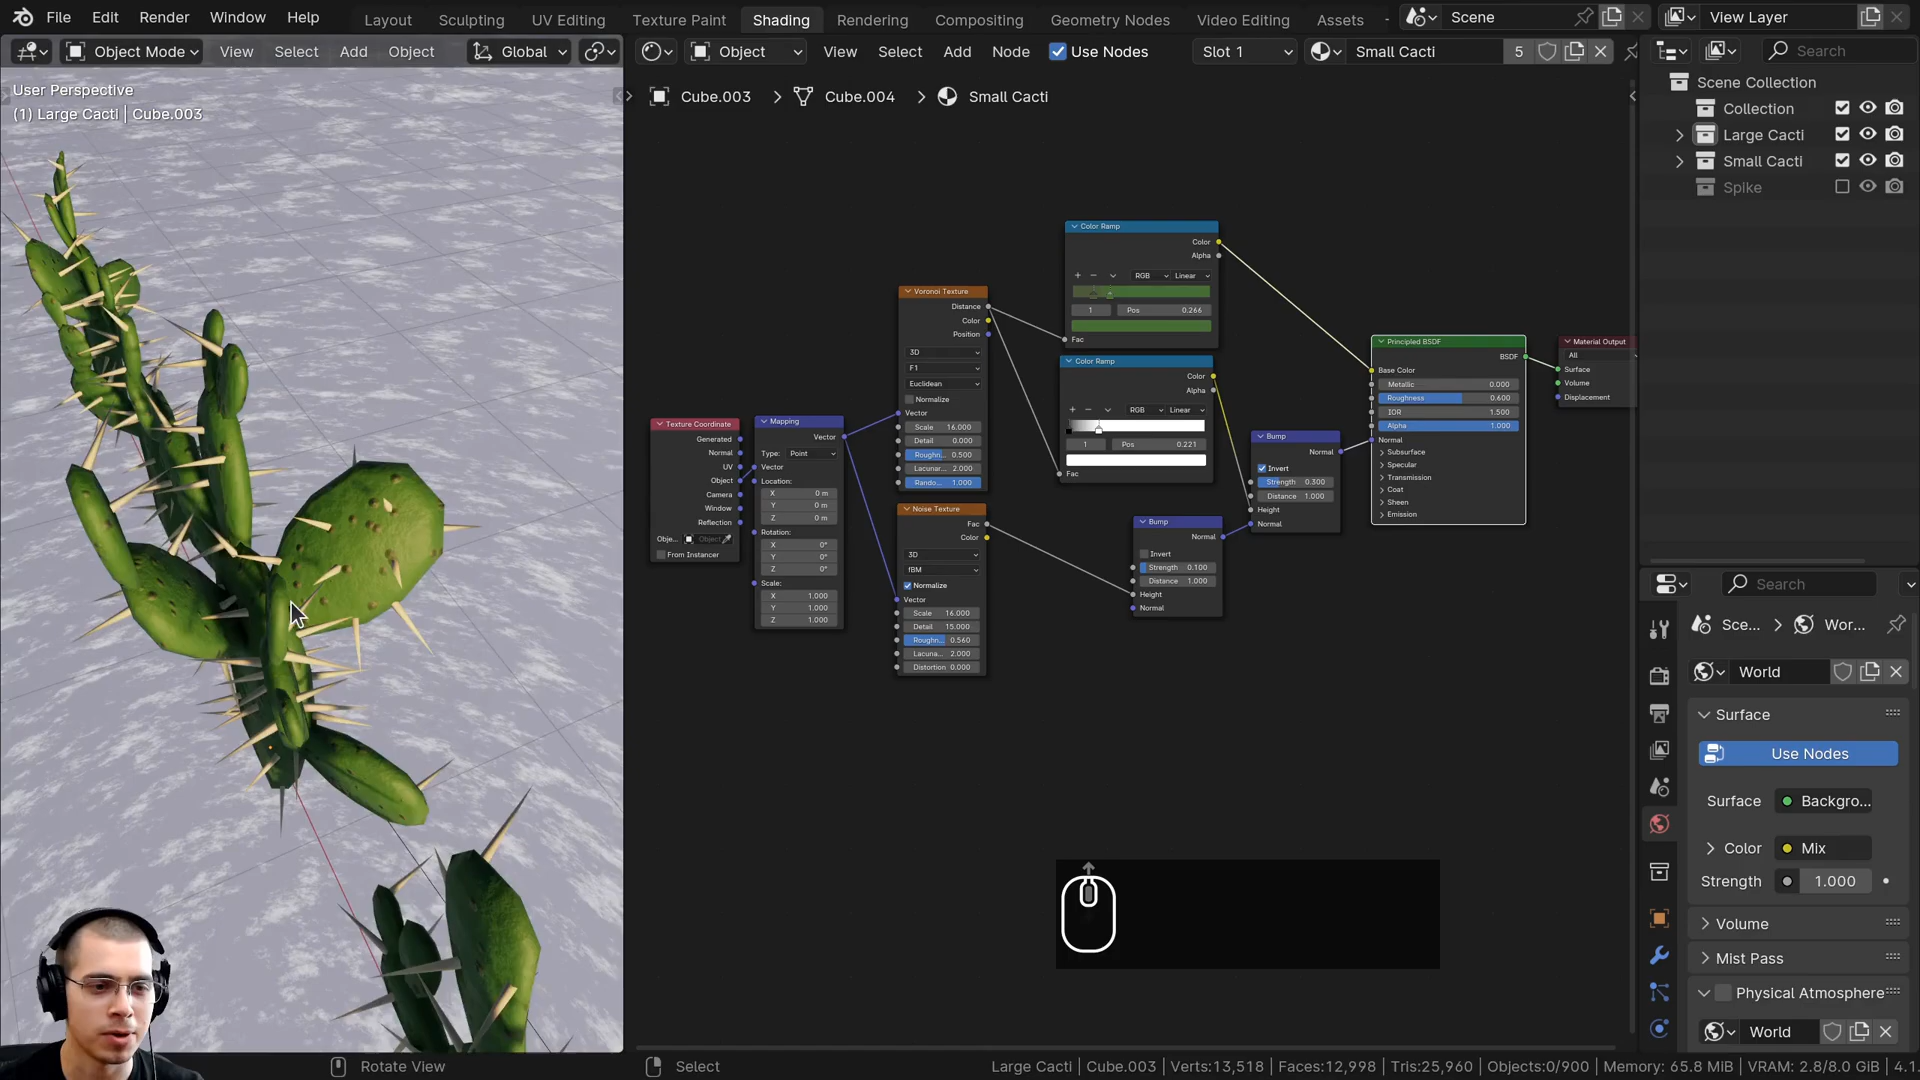 File Edit Render Window Help Layout Sculpting UV Editing Texture Paint Shading Rendering Compositing Geometry Nodes Video Editing Assets Scene View Layer
Object Mode View Select Add Object Global Object View Select Add Node Use Nodes Slot 1 Small Cacti 5 Search
User Perspective
(1) Large Cacti | Cube.003
Cube.003 > Cube.004 > Small Cacti
Scene Collection
Collection
Large Cacti
Small Cacti
Spike
Color Ramp
Color
Alpha
+ − RGB Linear
1 Pos 0.266
Fac
Color Ramp
Color
Alpha
+ − RGB Linear
1 Pos 0.221
Fac
Voronoi Texture
Distance
Color
Position
3D
F1
Euclidean
Normalize
Vector
Scale 16.000
Detail 0.000
Roughn... 0.500
Lacunar... 2.000
Rando... 1.000
Noise Texture
Fac
Color
3D
fBM
Normalize
Vector
Scale 16.000
Detail 15.000
Roughn... 0.560
Lacuna... 2.000
Distortion 0.000
Texture Coordinate
Generated
Normal
UV
Object
Camera
Window
Reflection
Obje... Object
From Instancer
Mapping
Vector
Type: Point
Vector
Location:
X 0 m
Y 0 m
Z 0 m
Rotation:
X 0°
Y 0°
Z 0°
Scale:
X 1.000
Y 1.000
Z 1.000
Bump
Normal
Invert
Strength 0.300
Distance 1.000
Height
Normal
Bump
Normal
Invert
Strength 0.100
Distance 1.000
Height
Normal
Principled BSDF
BSDF
Base Color
Metallic 0.000
Roughness 0.600
IOR 1.500
Alpha 1.000
Normal
Subsurface
Specular
Transmission
Coat
Sheen
Emission
Material Output
All
Surface
Volume
Displacement
Search
Sce... > Wor...
World
Surface
Use Nodes
Surface Backgro...
Color Mix
Strength 1.000
Volume
Mist Pass
Physical Atmosphere
World
Rotate View Select Large Cacti | Cube.003 | Verts:13,518 | Faces:12,998 | Tris:25,960 | Objects:0/900 | Memory: 65.8 MiB | VRAM: 2.8/8.0 GiB | 4.1.